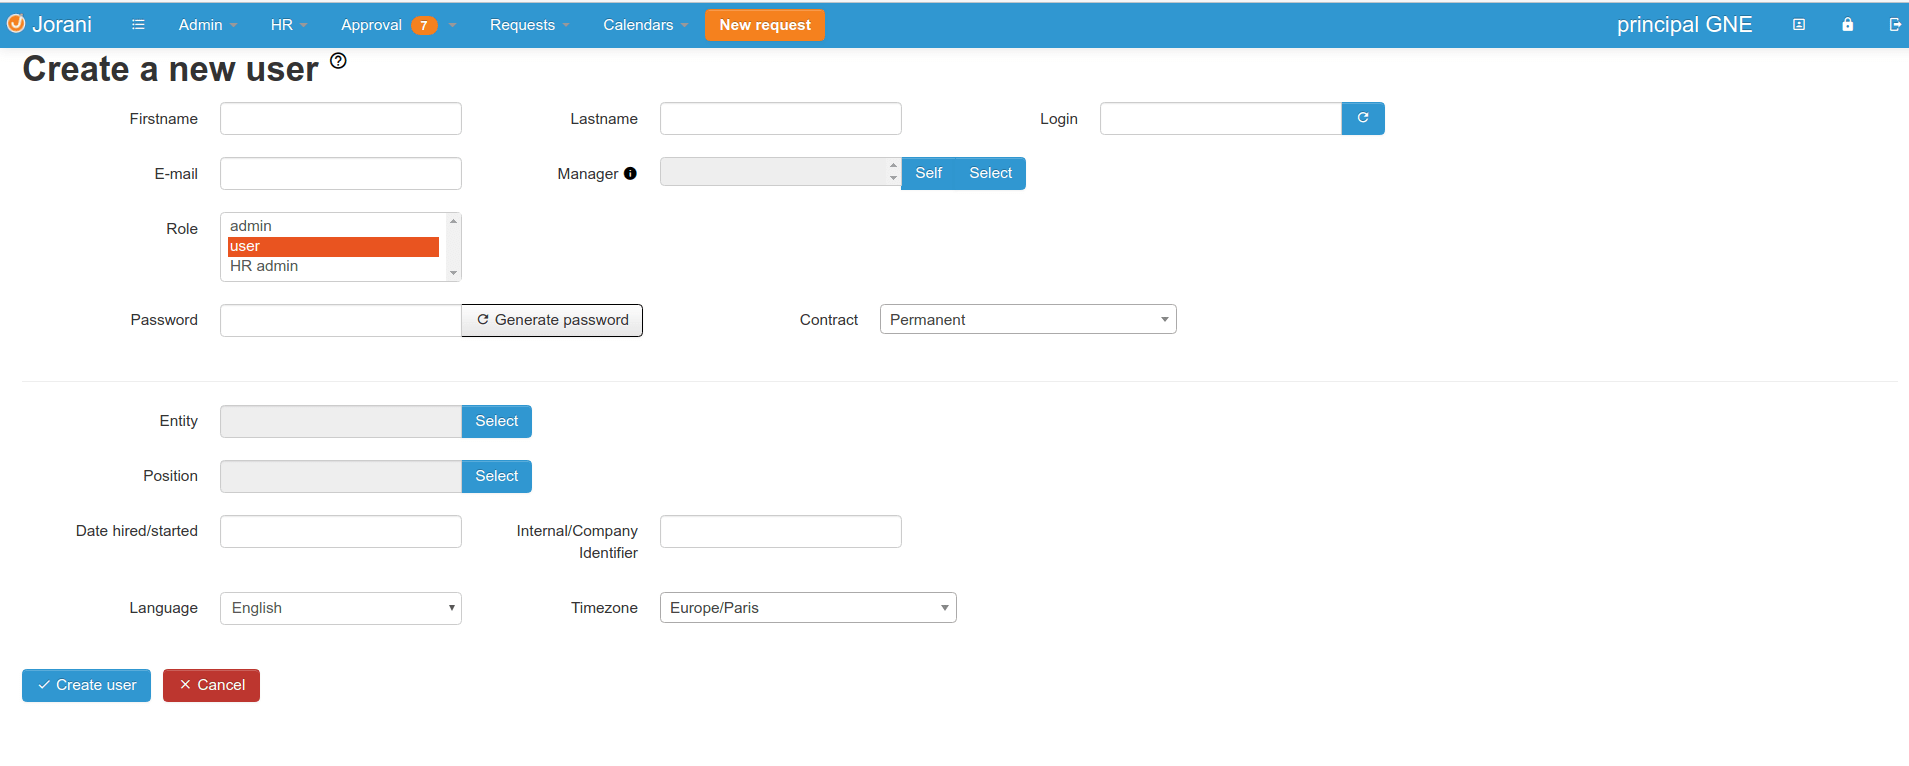 Jorani Admin HR Approval 7 Requests Calendars New request principal GNE
Create a new user
Firstname Lastname Login
E-mail Manager Self Select
Role admin
user
HR admin
Password Generate password Contract Permanent
Entity Select
Position Select
Date hired/started Internal/Company
Identifier
Language English Timezone Europe/Paris
Create user Cancel